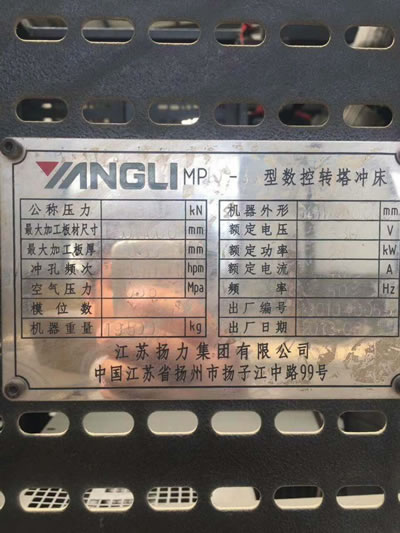 YANGLI MP - 型数控转塔冲床
公称压力 kN 机器外形 mm
最大加工板材尺寸 mm 额定电压 V
最大加工板厚 mm 额定功率 kW
冲孔频次 hpm 额定电流 A
空气压力 Mpa 频率 Hz
模位数 出厂编号
机器重量 kg 出厂日期
江苏扬力集团有限公司
中国江苏省扬州市扬子江中路99号